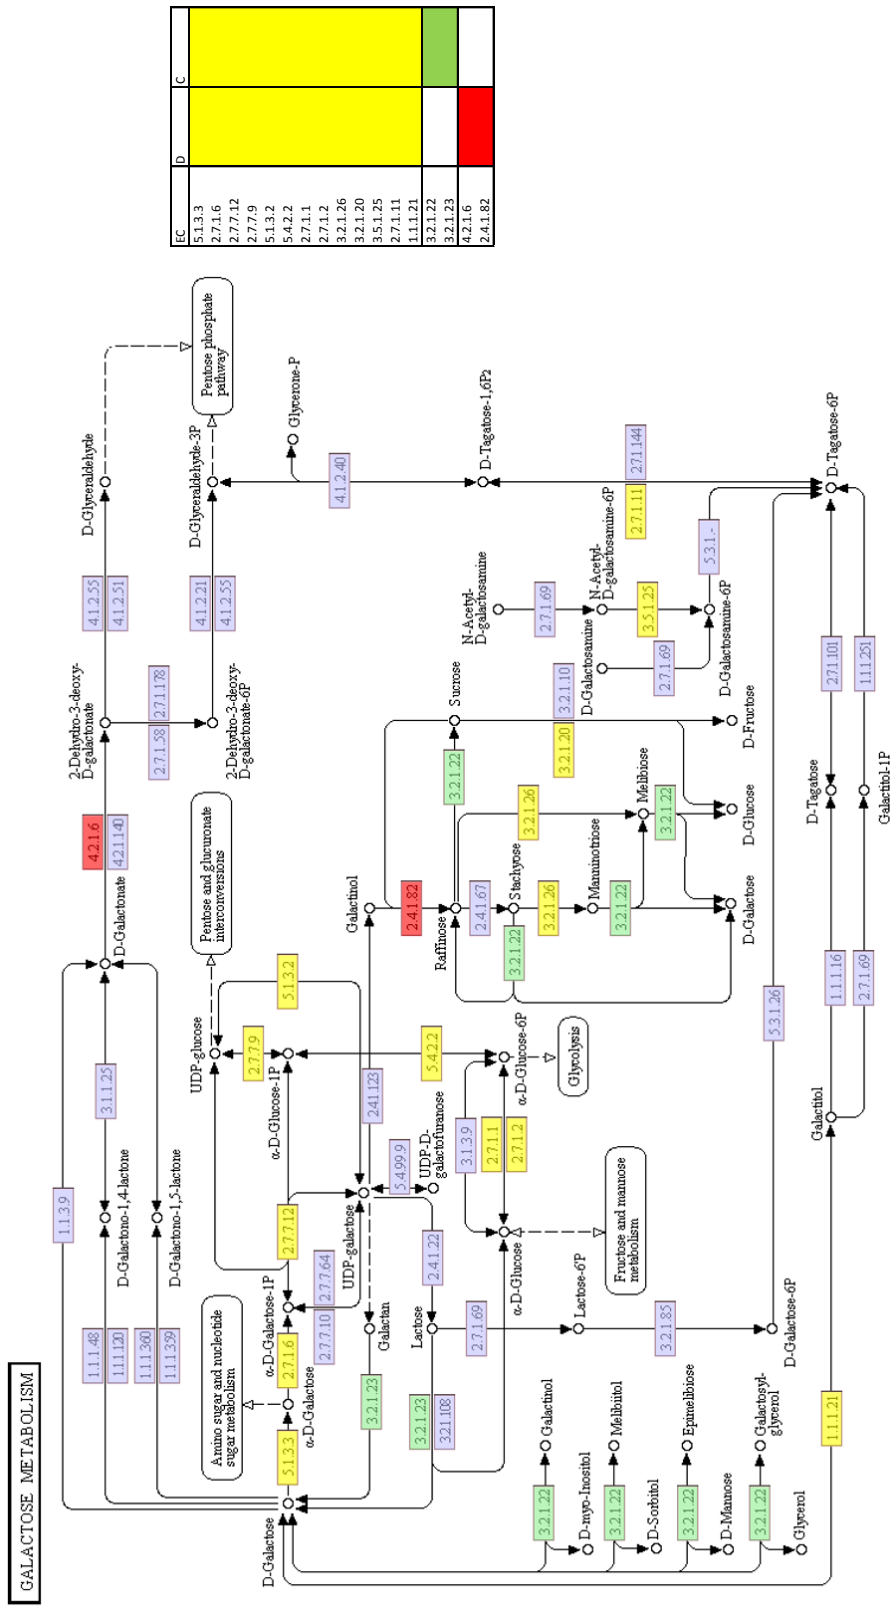 GALACTOSE METABOLISM
1.1.3.9
1.1.1.48
1.1.1.120
D-Galactono-1,4-lactone
3.1.1.25
D-Galactonate
4.2.1.6
4.2.1.140
2-Dehydro-3-deoxy-
D-galactonate
4.1.2.55
4.1.2.51
D-Glyceraldehyde
1.1.1.360
1.1.1.359
D-Galactono-1,5-lactone
2.7.1.58
2.7.1.178
2-Dehydro-3-deoxy-
D-galactonate-6P
4.1.2.21
4.1.2.55
D-Glyceraldehyde-3P
Pentose phosphate
pathway
Amino sugar and nucleotide
sugar metabolism
UDP-glucose
Pentose and glucuronate
interconversions
2.7.7.9
5.1.3.2
D-Galactose
5.1.3.3
α-D-Galactose
2.7.1.6
α-D-Galactose-1P
2.7.7.12
α-D-Glucose-1P
2.7.7.10
2.7.7.64
UDP-galactose
4.1.2.40
Glycerone-P
3.2.1.23
Galactan
5.4.99.9
UDP-D-
galactofuranose
2.4.1.123
Galactinol
5.4.2.2
2.4.1.22
Lactose
3.2.1.23
3.2.1.108
2.7.1.69
2.4.1.82
Raffinose
3.2.1.22
Sucrose
2.4.1.67
Stachyose
3.2.1.22
3.2.1.26
3.2.1.26
3.2.1.20
3.2.1.10
Manninotriose
3.2.1.22
Melibiose
3.2.1.22
D-Galactose
D-Glucose
D-Fructose
3.1.3.9
2.7.1.1
2.7.1.2
α-D-Glucose
α-D-Glucose-6P
Glycolysis
Fructose and mannose
metabolism
N-Acetyl-
D-galactosamine
2.7.1.69
N-Acetyl-
D-galactosamine-6P
3.5.1.25
D-Galactosamine
2.7.1.69
D-Galactosamine-6P
5.3.1.-
D-Tagatose-1,6P2
2.7.1.11
2.7.1.144
D-Tagatose-6P
Lactose-6'P
3.2.1.85
D-Galactose-6P
5.3.1.26
3.2.1.22
Galactinol
D-myo-Inositol
3.2.1.22
Melibiitol
D-Sorbitol
3.2.1.22
Epimelibiose
D-Mannose
3.2.1.22
Galactosyl-
glycerol
Glycerol
1.1.1.21
Galactitol
1.1.1.16
D-Tagatose
2.7.1.101
2.7.1.69
Galactitol-1P
1.1.1.251
EC D C
5.1.3.3
2.7.1.6
2.7.7.12
2.7.7.9
5.1.3.2
5.4.2.2
2.7.1.1
2.7.1.2
3.2.1.26
3.2.1.20
3.5.1.25
2.7.1.11
1.1.1.21
3.2.1.22
3.2.1.23
4.2.1.6
2.4.1.82